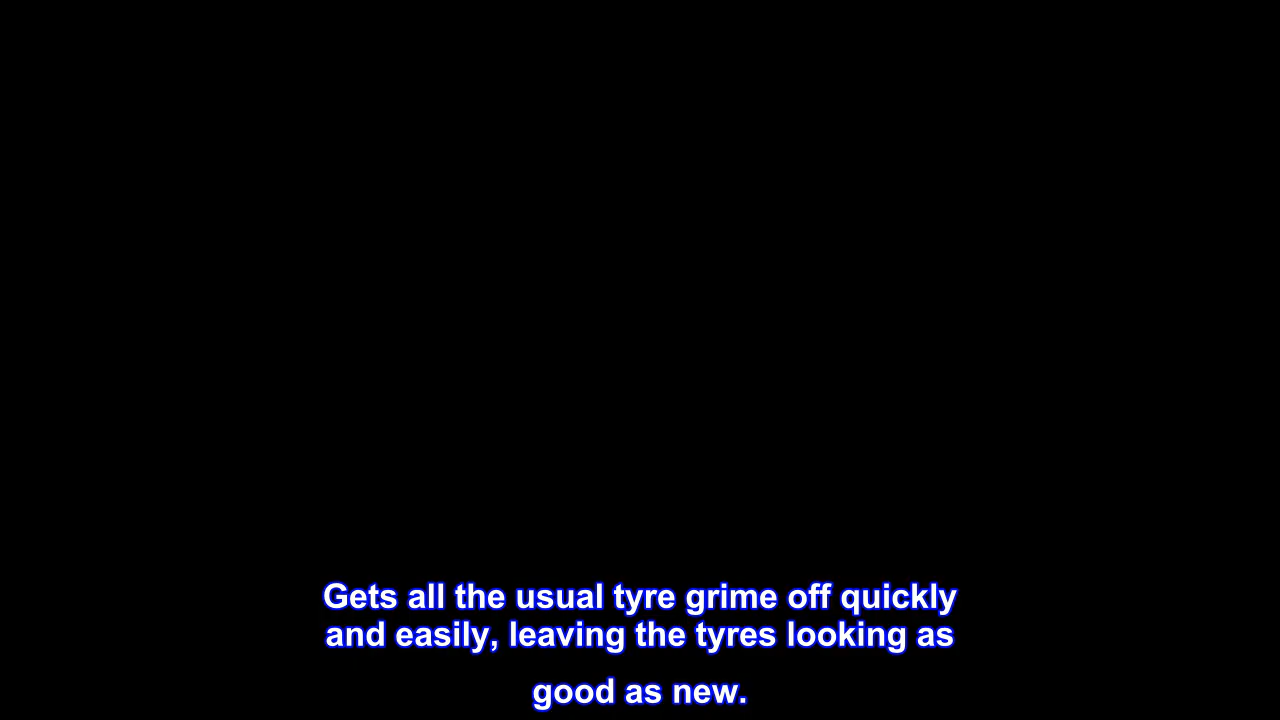 Gets all the usual tyre grime off quickly
and easily, leaving the tyres looking as
good as new.